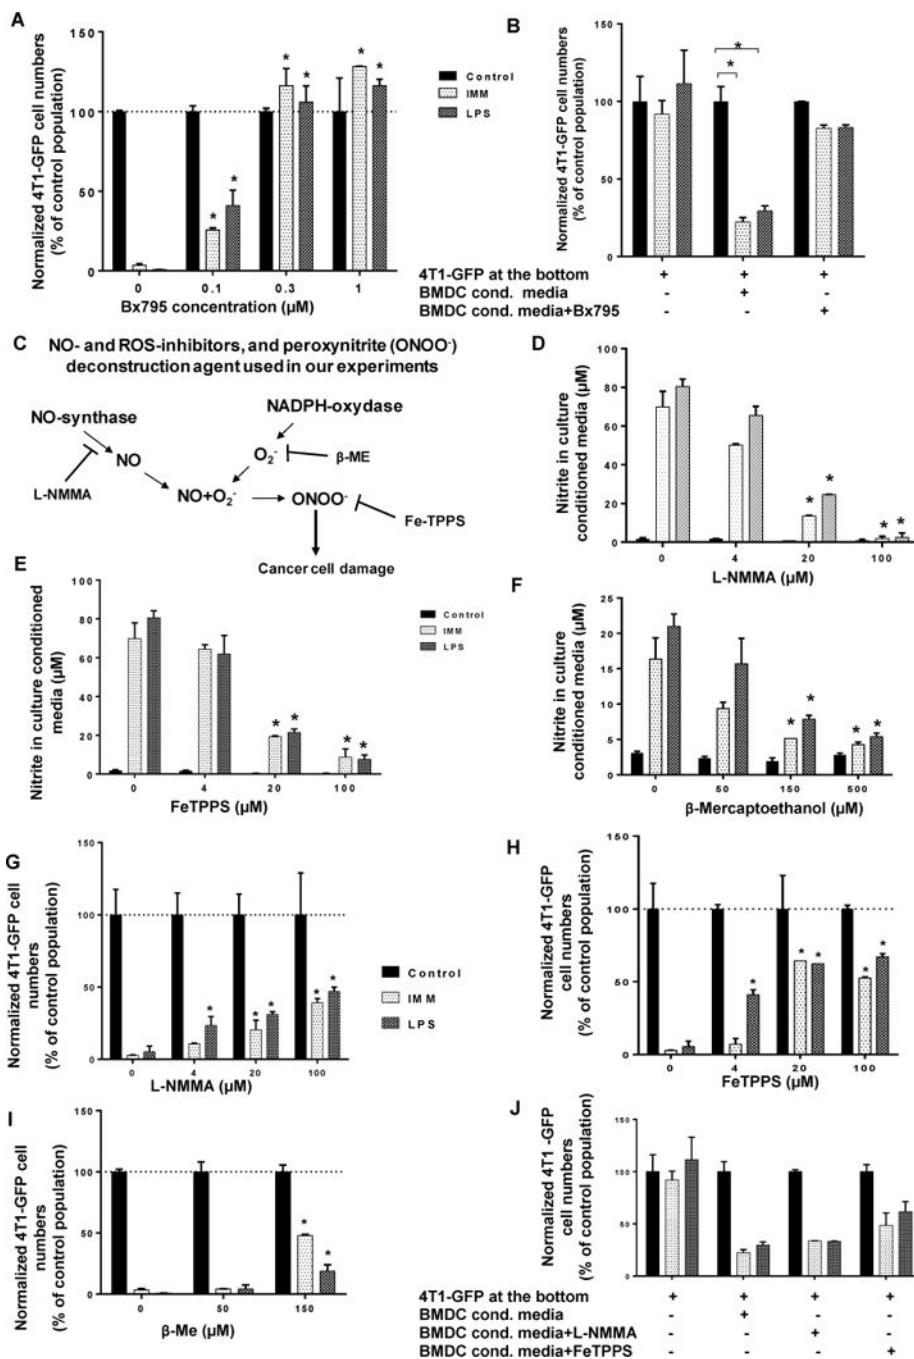 A
Normalized 4T1-GFP cell numbers
(% of control population)
150
100
50
0
0
0.1
0.3
1
* * * * * *
Bx795 concentration (µM)
Control
IMM
LPS
B
Normalized 4T1-GFP cell numbers
(% of control population)
150
100
50
0
*
*
4T1-GFP at the bottom + + +
BMDC cond. media - + -
BMDC cond. media+Bx795 - - +
C
NO- and ROS-inhibitors, and peroxynitrite (ONOO-)
deconstruction agent used in our experiments
NO-synthase
NADPH-oxydase
NO
O2-
β-ME
L-NMMA
NO+O2-
ONOO-
Fe-TPPS
Cancer cell damage
D
Nitrite in culture
conditioned media (µM)
100
80
60
40
20
0
* * * *
0
4
20
100
L-NMMA (µM)
E
Nitrite in culture conditioned
media (µM)
100
80
60
40
20
0
* * * *
0
4
20
100
FeTPPS (µM)
Control
IMM
LPS
F
Nitrite in culture
conditioned media (µM)
25
20
15
10
5
0
* * * *
0
50
150
500
β-Mercaptoethanol (µM)
G
Normalized 4T1-GFP cell
numbers
(% of control population)
150
100
50
0
* * * * *
0
4
20
100
L-NMMA
(µM)
Control
IMM
LPS
H
Normalized 4T1-GFP
cell numbers
(% of control population)
150
100
50
0
* * * * *
0
4
20
100
FeTPPS (µM)
I
Normalized 4T1-GFP cell
numbers
(% of control population)
150
100
50
0
* *
0
50
150
β-Me (µM)
J
Normalized 4T1 -GFP
cell numbers
(% of control population)
150
100
50
0
4T1-GFP at the bottom + + + +
BMDC cond. media - + - -
BMDC cond. media+L-NMMA - - + -
BMDC cond. media+FeTPPS - - - +